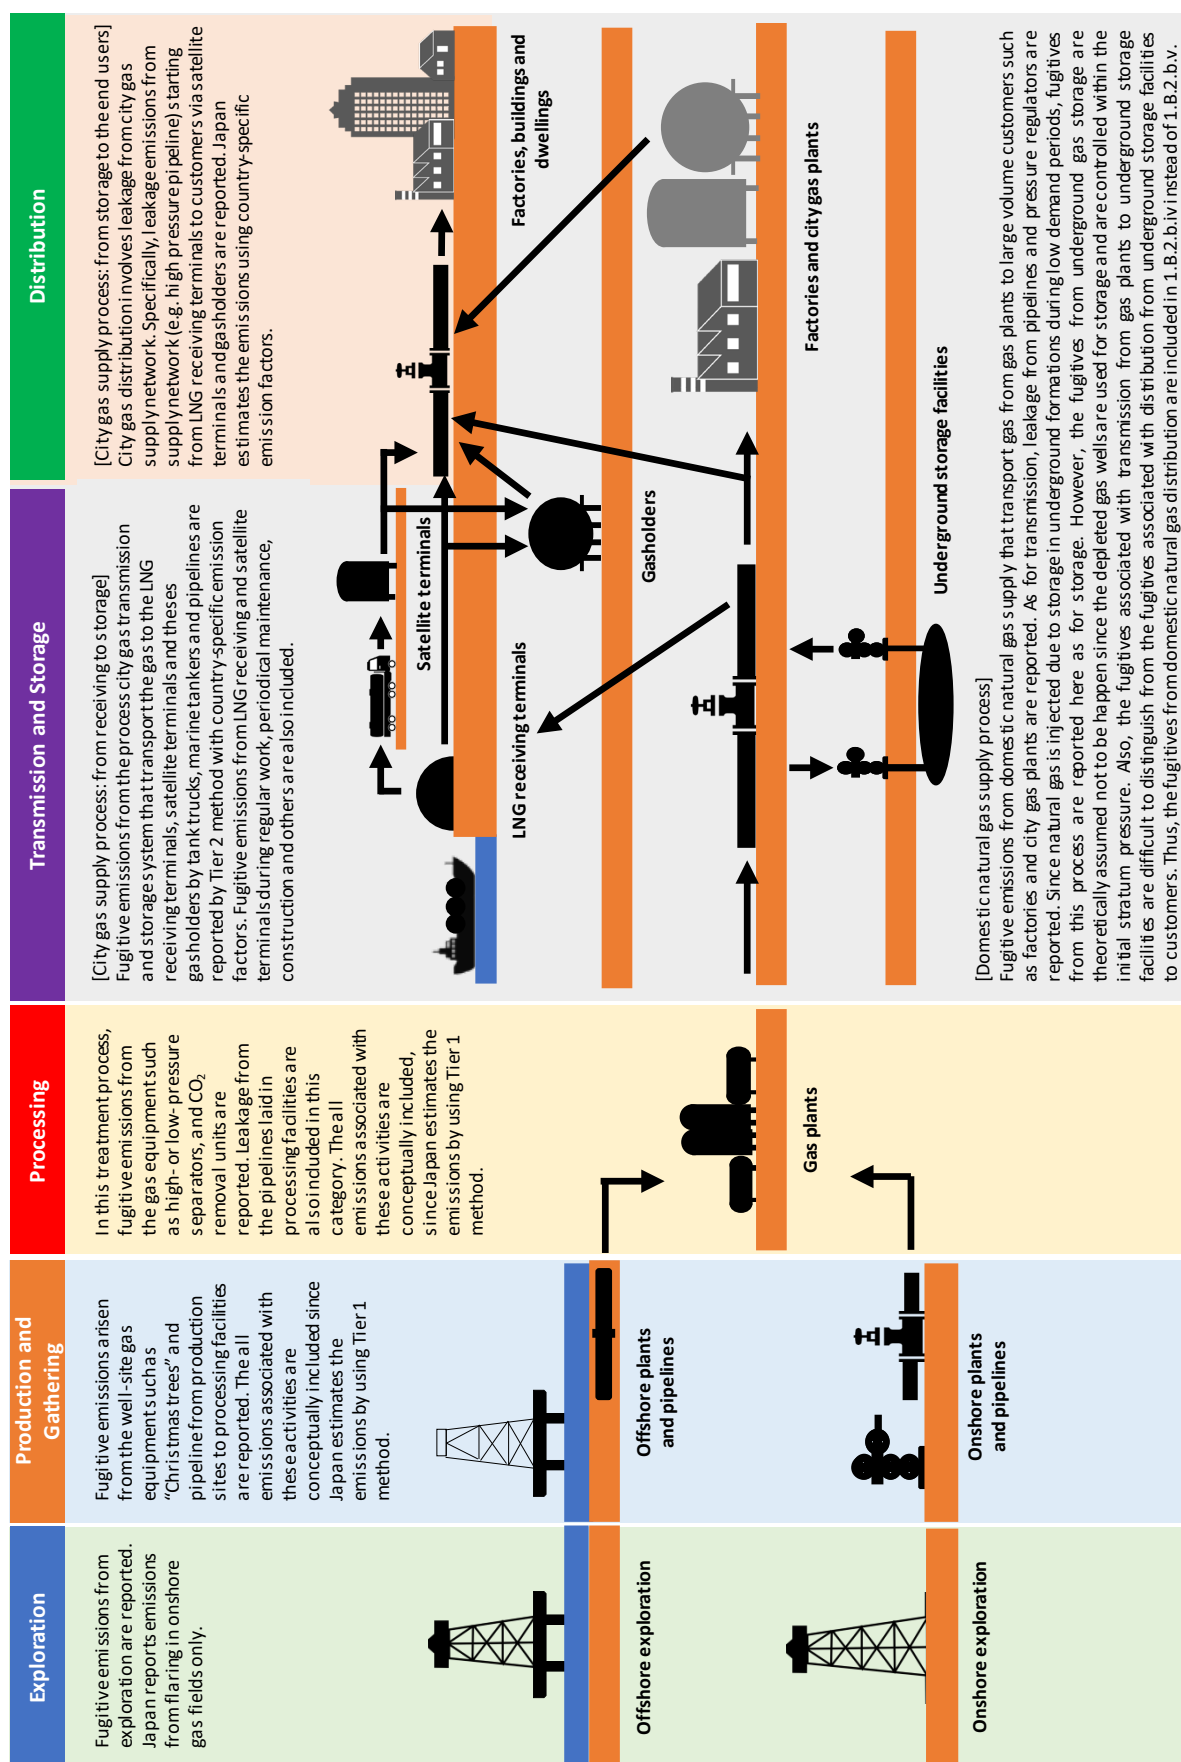 Exploration
Fugitive emissions from
exploration are reported.
Japan reports emissions
from flaring in onshore
gas fields only.
Offshore exploration
Onshore exploration
Production and
Gathering
Fugitive emissions arisen
from the well-site gas
equipment such as
“Christmas trees” and
pipeline from production
sites to processing facilities
are reported. The all
emissions associated with
these activities are
conceptually included since
Japan estimates the
emissions by using Tier 1
method.
Offshore plants
and pipelines
Onshore plants
and pipelines
Processing
In this treatment process,
fugitive emissions from
the gas equipment such
as high- or low- pressure
separators, and CO₂
removal units are
reported. Leakage from
the pipelines laid in
processing facilities are
also included in this
category. The all
emissions associated with
these activities are
conceptually included,
since Japan estimates the
emissions by using Tier 1
method.
Gas plants
Transmission and Storage
[City gas supply process: from receiving to storage]
Fugitive emissions from the process city gas transmission
and storage system that transport the gas to the LNG
receiving terminals, satellite terminals and theses
gasholders by tank trucks, marine tankers and pipelines are
reported by Tier 2 method with country-specific emission
factors. Fugitive emissions from LNG receiving and satellite
terminals during regular work, periodical maintenance,
construction and others are also included.
Satellite terminals
LNG receiving terminals
Gasholders
Distribution
[City gas supply process: from storage to the end users]
City gas distribution involves leakage from city gas
supply network. Specifically, leakage emissions from
supply network (e.g. high pressure pipeline) starting
from LNG receiving terminals to customers via satellite
terminals and gasholders are reported. Japan
estimates the emissions using country-specific
emission factors.
Factories, buildings and
dwellings
Factories and city gas plants
Underground storage facilities
[Domestic natural gas supply process]
Fugitive emissions from domestic natural gas supply that transport gas from gas plants to large volume customers such
as factories and city gas plants are reported. As for transmission, leakage from pipelines and pressure regulators are
reported. Since natural gas is injected due to storage in underground formations during low demand periods, fugitives
from this process are reported here as for storage. However, the fugitives from underground gas storage are
theoretically assumed not to be happen since the depleted gas wells are used for storage and are controlled within the
initial stratum pressure. Also, the fugitives associated with transmission from gas plants to underground storage
facilities are difficult to distinguish from the fugitives associated with distribution from underground storage facilities
to customers. Thus, the fugitives from domestic natural gas distribution are included in 1.B.2.b.iv instead of 1.B.2.b.v.